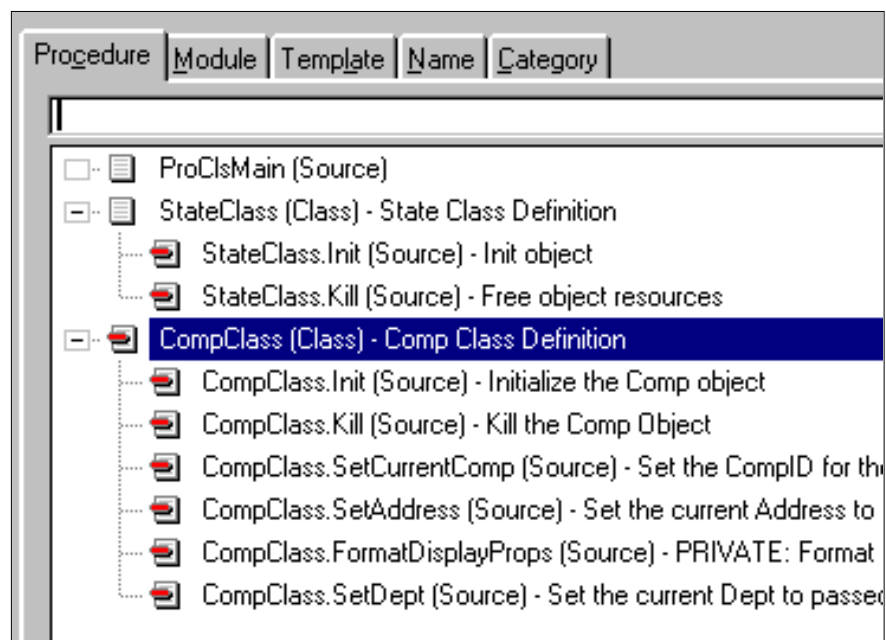 Procedure Module Template Name Category
ProClsMain (Source)
StateClass (Class) - State Class Definition
StateClass.Init (Source) - Init object
StateClass.Kill (Source) - Free object resources
CompClass (Class) - Comp Class Definition
CompClass.Init (Source) - Initialize the Comp object
CompClass.Kill (Source) - Kill the Comp Object
CompClass.SetCurrentComp (Source) - Set the CompID for the
CompClass.SetAddress (Source) - Set the current Address to
CompClass.FormatDisplayProps (Source) - PRIVATE: Format
CompClass.SetDept (Source) - Set the current Dept to passed